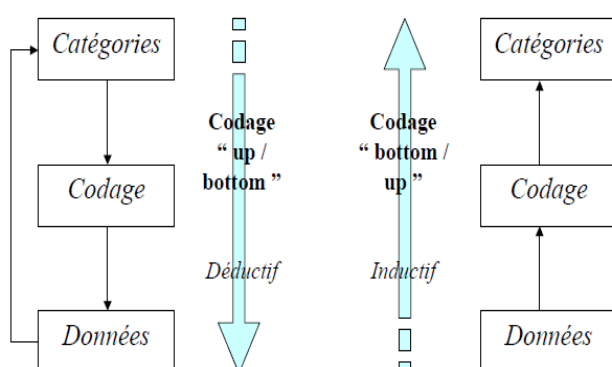 Catégories
Codage
Données
Codage
“ up /
bottom ”
Déductif
Codage
“ bottom /
up ”
Inductif
Catégories
Codage
Données